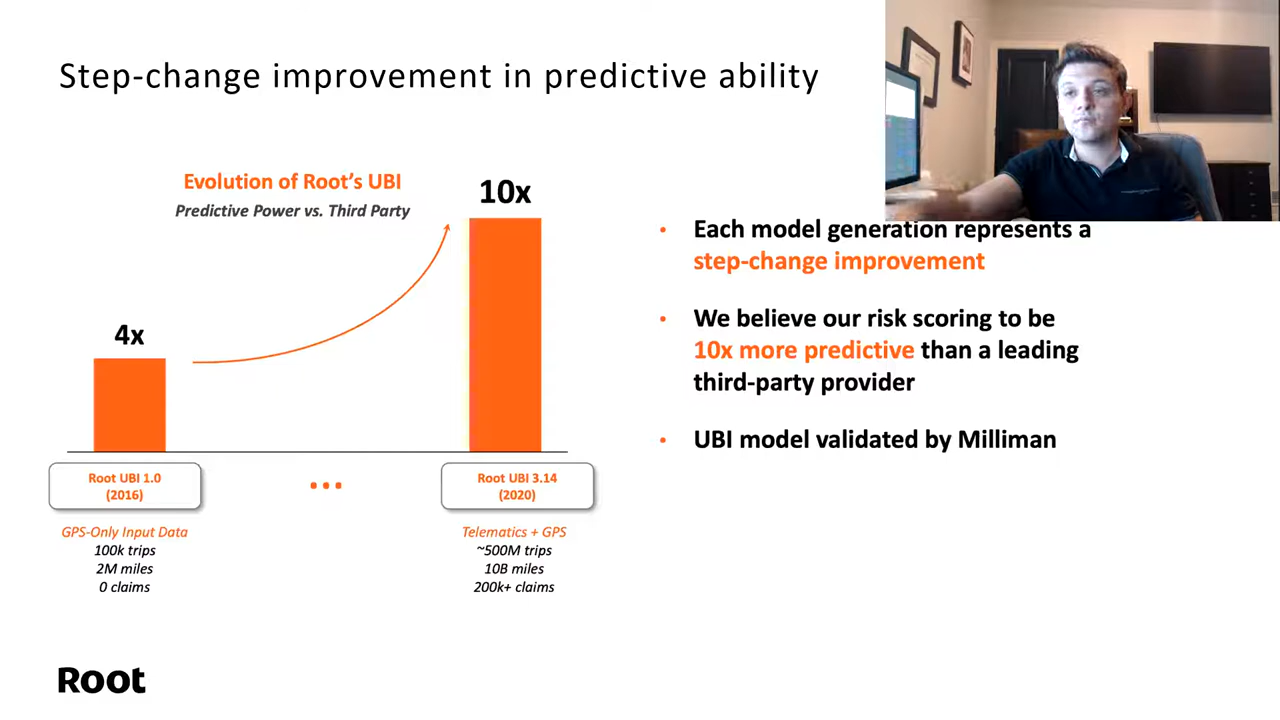 Step-change improvement in predictive ability
Evolution of Root's UBI
Predictive Power vs. Third Party
10x
4x
Root UBI 1.0
(2016)
GPS-Only Input Data
100k trips
2M miles
0 claims
...
Root UBI 3.14
(2020)
Telematics + GPS
~500M trips
10B miles
200k+ claims
• Each model generation represents a
step-change improvement
• We believe our risk scoring to be
10x more predictive than a leading
third-party provider
• UBI model validated by Milliman
Root